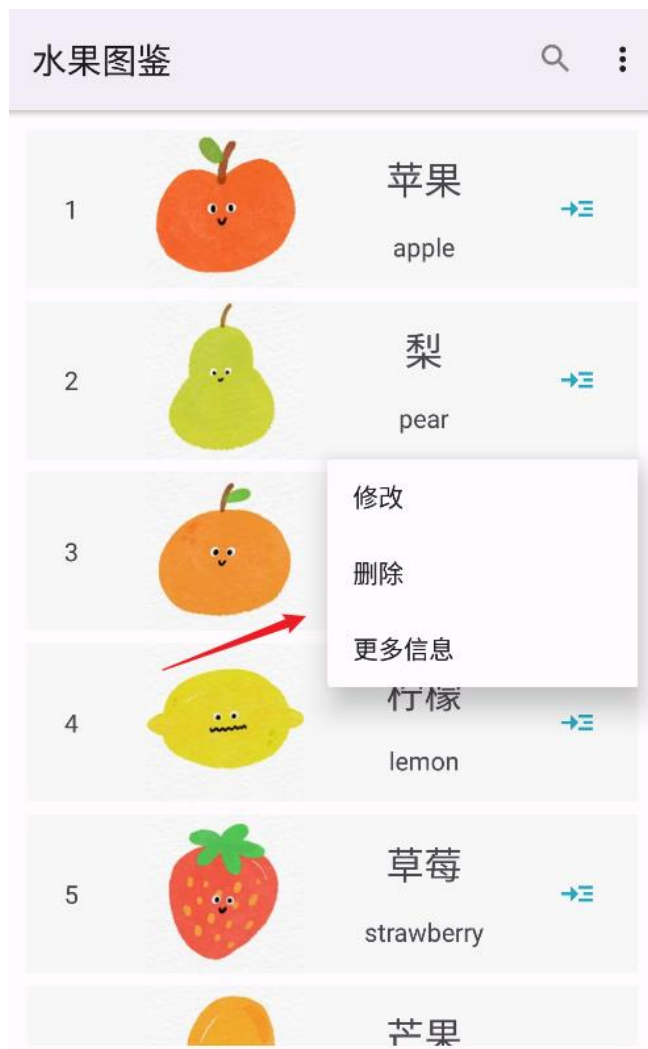 水果图鉴
1
苹果
apple
2
梨
pear
3
修改
删除
更多信息
4
柠檬
lemon
5
草莓
strawberry
芒果